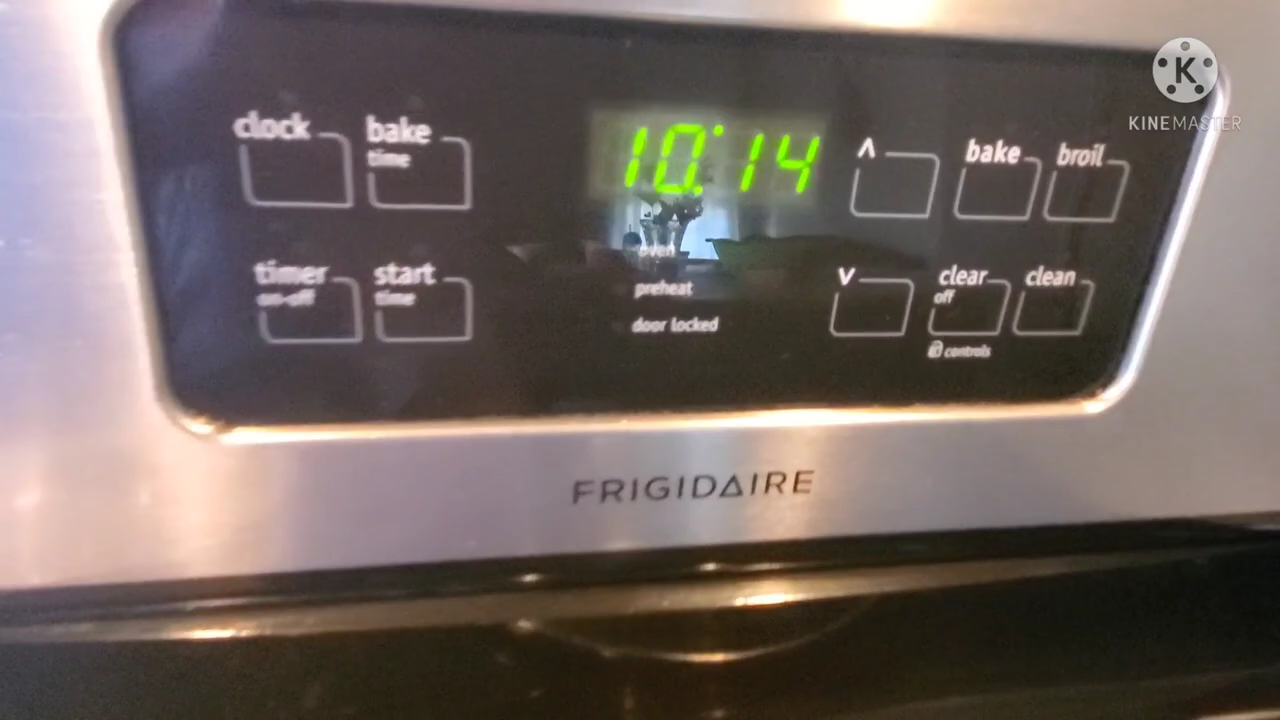 K
KINEMASTER
clock
bake
time
10:14
^
bake
broil
timer
on-off
start
time
oven
preheat
door locked
v
clear
off
clean
controls
FRIGIDAIRE